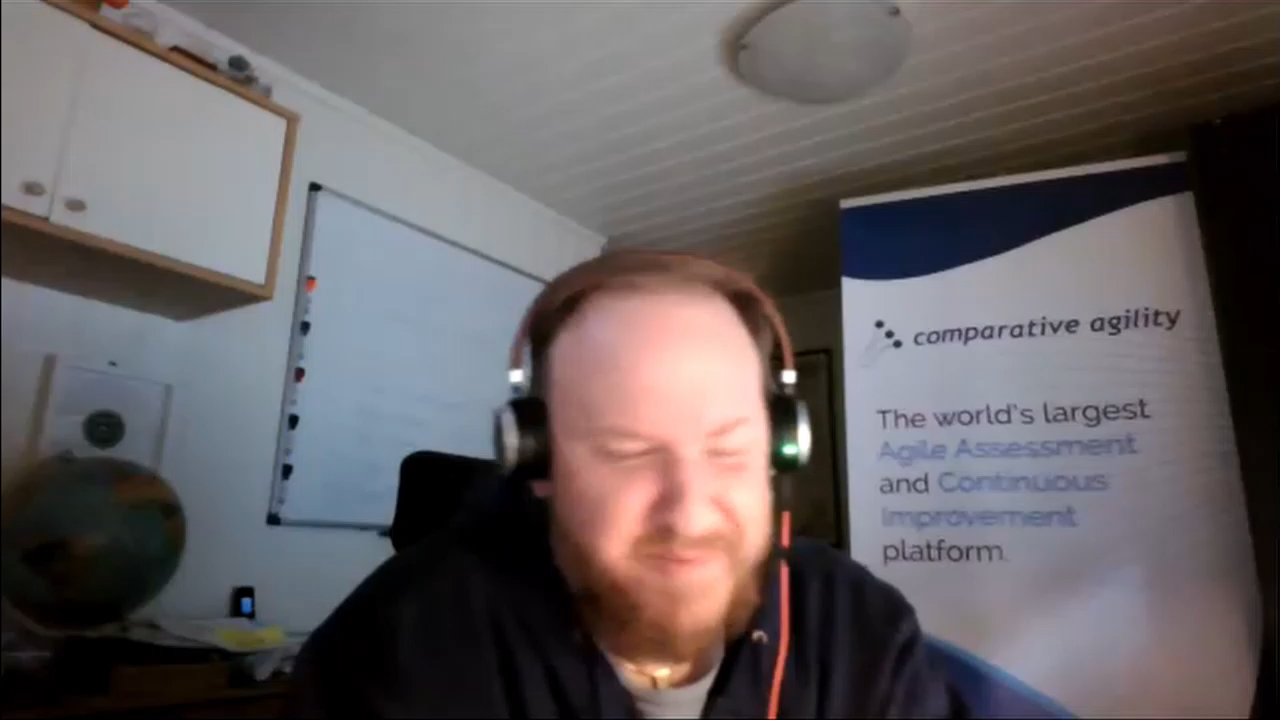 comparative agility
The world's largest
Agile Assessment
and Continuous
Improvement
platform.